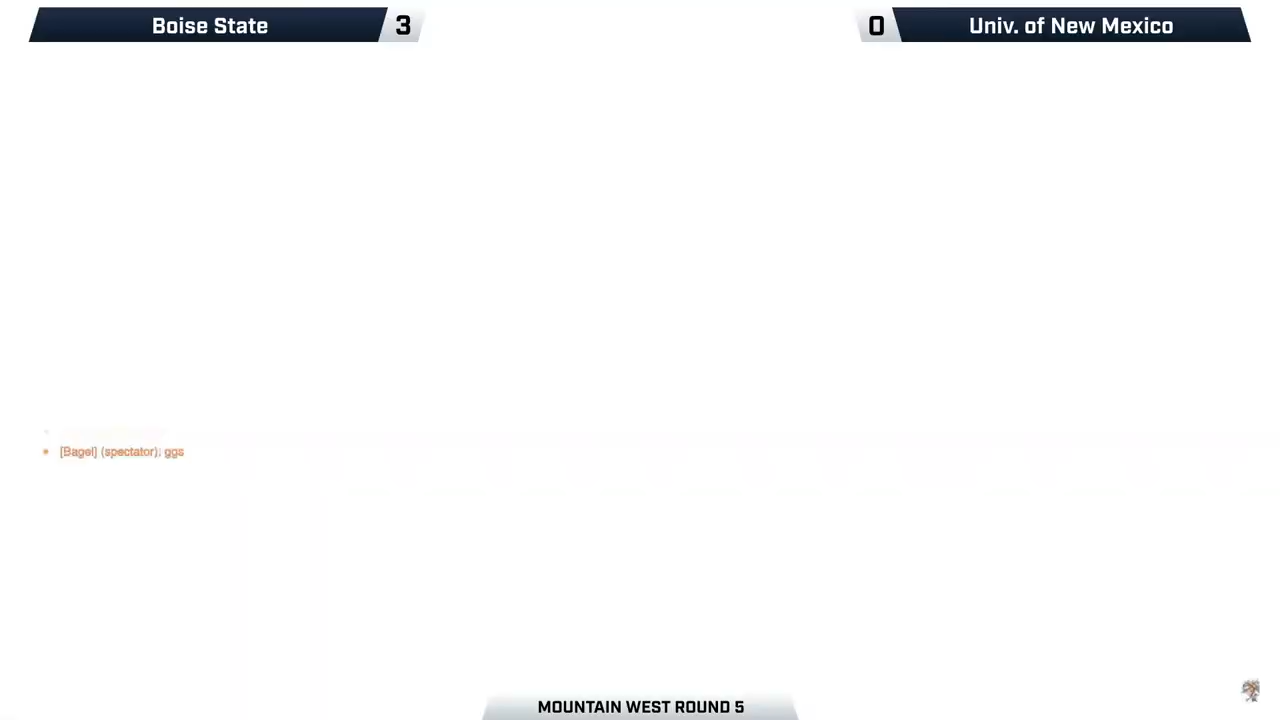 Boise State 3
0 Univ. of New Mexico
[Bagel] (spectator): ggs
MOUNTAIN WEST ROUND 5